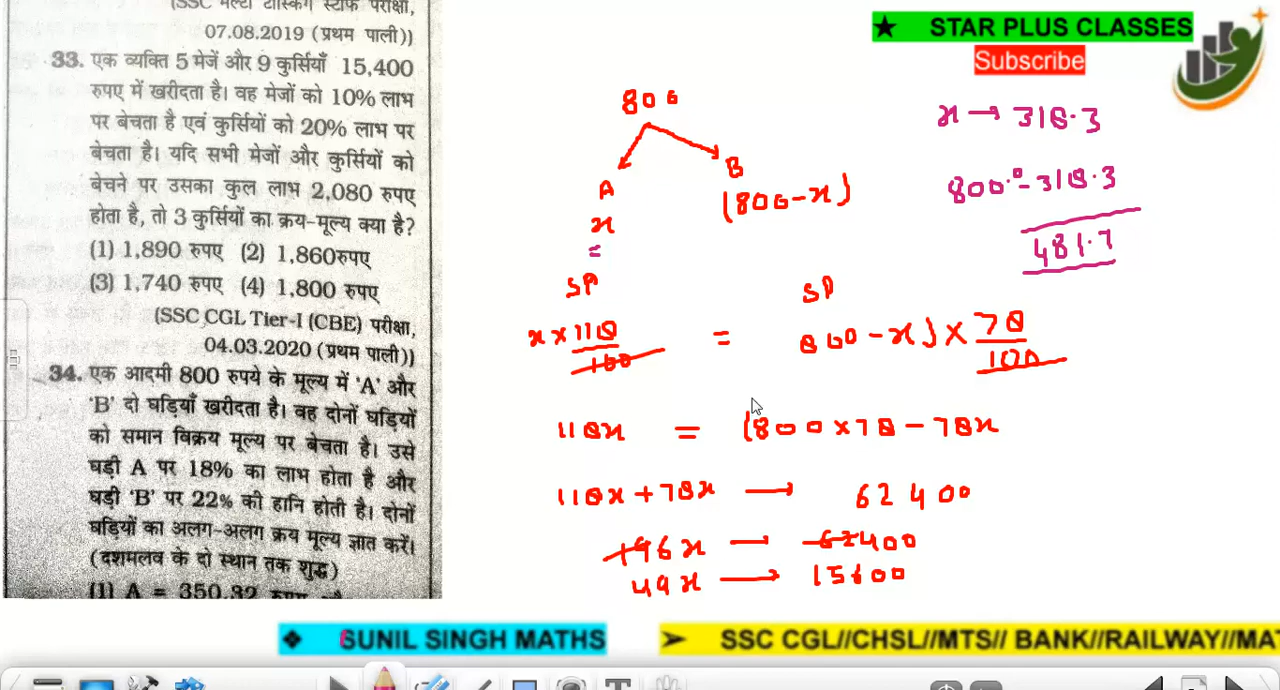 (SSC मल्टी टास्किंग स्टाफ परीक्षा,
07.08.2019 (प्रथम पाली))
33. एक व्यक्ति 5 मेजें और 9 कुर्सियाँ 15,400
रुपए में खरीदता है। वह मेजों को 10% लाभ
पर बेचता है एवं कुर्सियों को 20% लाभ पर
बेचता है। यदि सभी मेजों और कुर्सियों को
बेचने पर उसका कुल लाभ 2,080 रुपए
होता है, तो 3 कुर्सियों का क्रय-मूल्य क्या है?
(1) 1,890 रुपए (2) 1,860रुपए
(3) 1,740 रुपए (4) 1,800 रुपए
(SSC CGL Tier-I (CBE) परीक्षा,
04.03.2020 (प्रथम पाली))
34. एक आदमी 800 रुपये के मूल्य में 'A' और
'B' दो घड़ियाँ खरीदता है। वह दोनों घड़ियों
को समान विक्रय मूल्य पर बेचता है। उसे
घड़ी A पर 18% का लाभ होता है और
घड़ी 'B' पर 22% की हानि होती है। दोनों
घड़ियों का अलग-अलग क्रय मूल्य ज्ञात करें।
(दशमलव के दो स्थान तक शुद्ध)
(1) A = 350.32 रुपए
★ STAR PLUS CLASSES
Subscribe
800
A B
x (800-x)
=
SP SP
x × 118/100 = 800-x) × 78/100
118x = (800×78-78x
118x+78x → 62400
196x → 62400
49x → 15600
x → 318.3
800.0-318.3
481.7
❖ SUNIL SINGH MATHS
➤ SSC CGL//CHSL//MTS// BANK//RAILWAY//MA